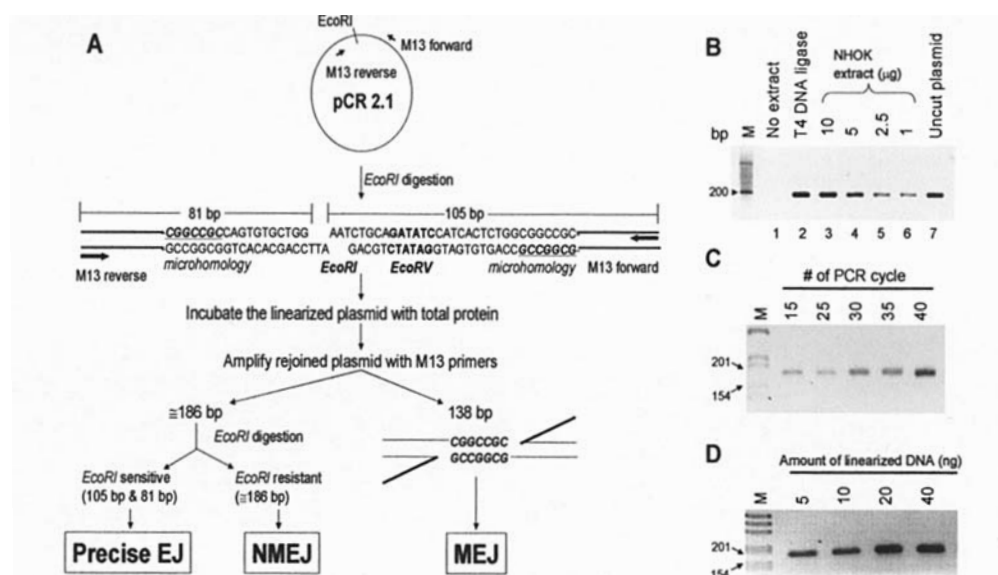 A
EcoRI
M13 forward
M13 reverse
pCR 2.1
EcoRI digestion
81 bp
105 bp
CGGCCGCCAGTGTGCTGG AATCTGCAGATATCCATCACTCTGGCGGCCGC
GCCGGCGGTCACACGACCTTA GACGTCTATAGGTAGTGTGACCGCCGGCG
M13 reverse microhomology EcoRI EcoRV microhomology M13 forward
Incubate the linearized plasmid with total protein
Amplify rejoined plasmid with M13 primers
≅186 bp 138 bp
EcoRI digestion
CGGCCGC
GCCGGCG
EcoRI sensitive EcoRI resistant
(105 bp & 81 bp) (≅186 bp)
Precise EJ NMEJ MEJ
B
NHOK
extract (µg)
bp M No extract T4 DNA ligase 10 5 2.5 1 Uncut plasmid
200
1 2 3 4 5 6 7
C
# of PCR cycle
M 15 25 30 35 40
201
154
D
Amount of linearized DNA (ng)
M 5 10 20 40
201
154